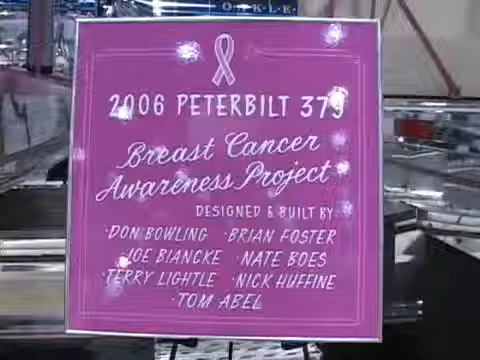 2006 PETERBILT 379
Breast Cancer
Awareness Project
DESIGNED & BUILT BY:
·DON BOWLING ·BRIAN FOSTER
·JOE BIANCKE ·NATE BOES
·TERRY LIGHTLE ·NICK HUFFINE
·TOM ABEL